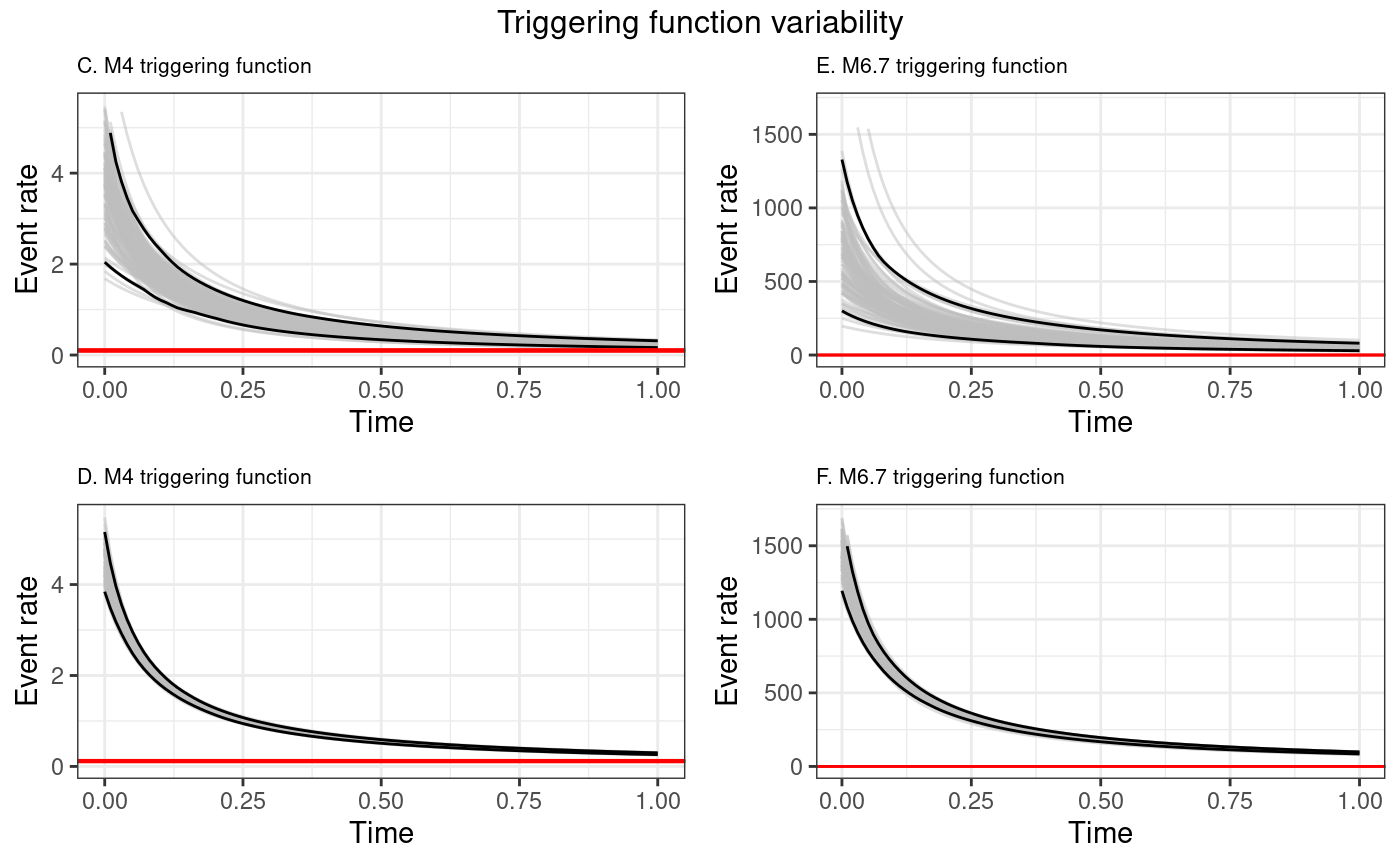 Triggering function variability
C. M4 triggering function
Event rate
4
2
0
0.00 0.25 0.50 0.75 1.00
Time
E. M6.7 triggering function
Event rate
1500
1000
500
0
0.00 0.25 0.50 0.75 1.00
Time
D. M4 triggering function
Event rate
4
2
0
0.00 0.25 0.50 0.75 1.00
Time
F. M6.7 triggering function
Event rate
1500
1000
500
0
0.00 0.25 0.50 0.75 1.00
Time